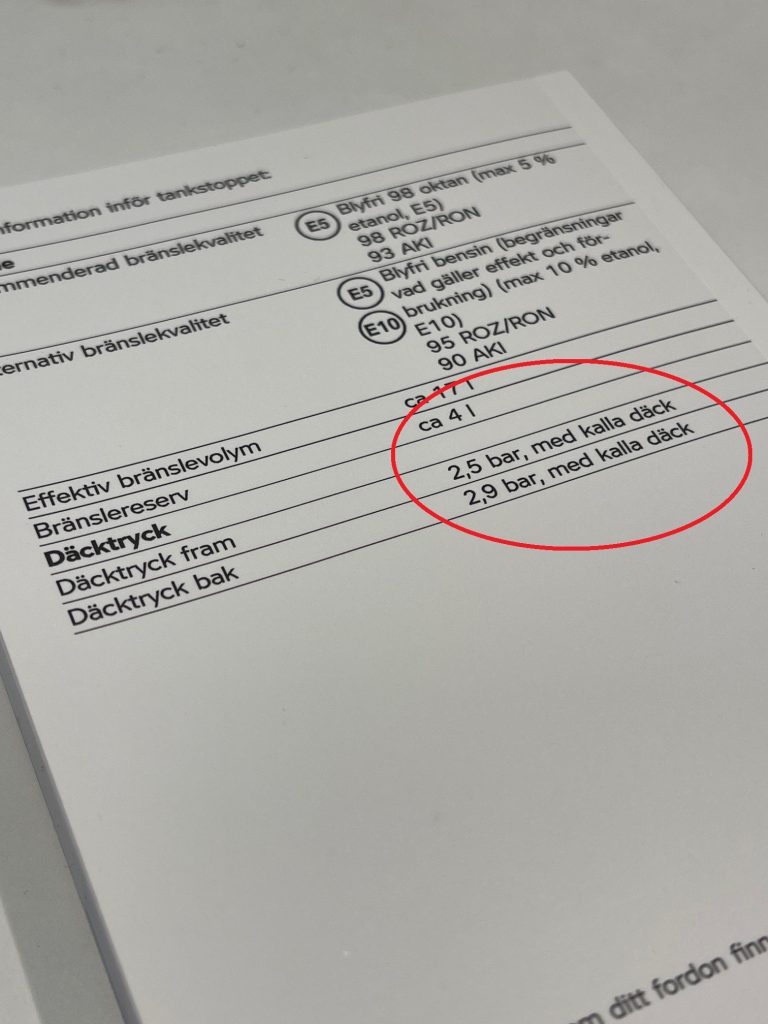 nformation inför tankstoppet:
e
mmenderad bränslekvalitet
E5 Blyfri 98 oktan (max 5 %
etanol, E5)
98 ROZ/RON
93 AKI
ternativ bränslekvalitet
E5 Blyfri bensin (begränsningar
vad gäller effekt och för-
E10 brukning) (max 10 % etanol,
E10)
95 ROZ/RON
90 AKI
Effektiv bränslevolym ca 17 l
Bränslereserv ca 4 l
Däcktryck
Däcktryck fram 2,5 bar, med kalla däck
Däcktryck bak 2,9 bar, med kalla däck
m ditt fordon finn